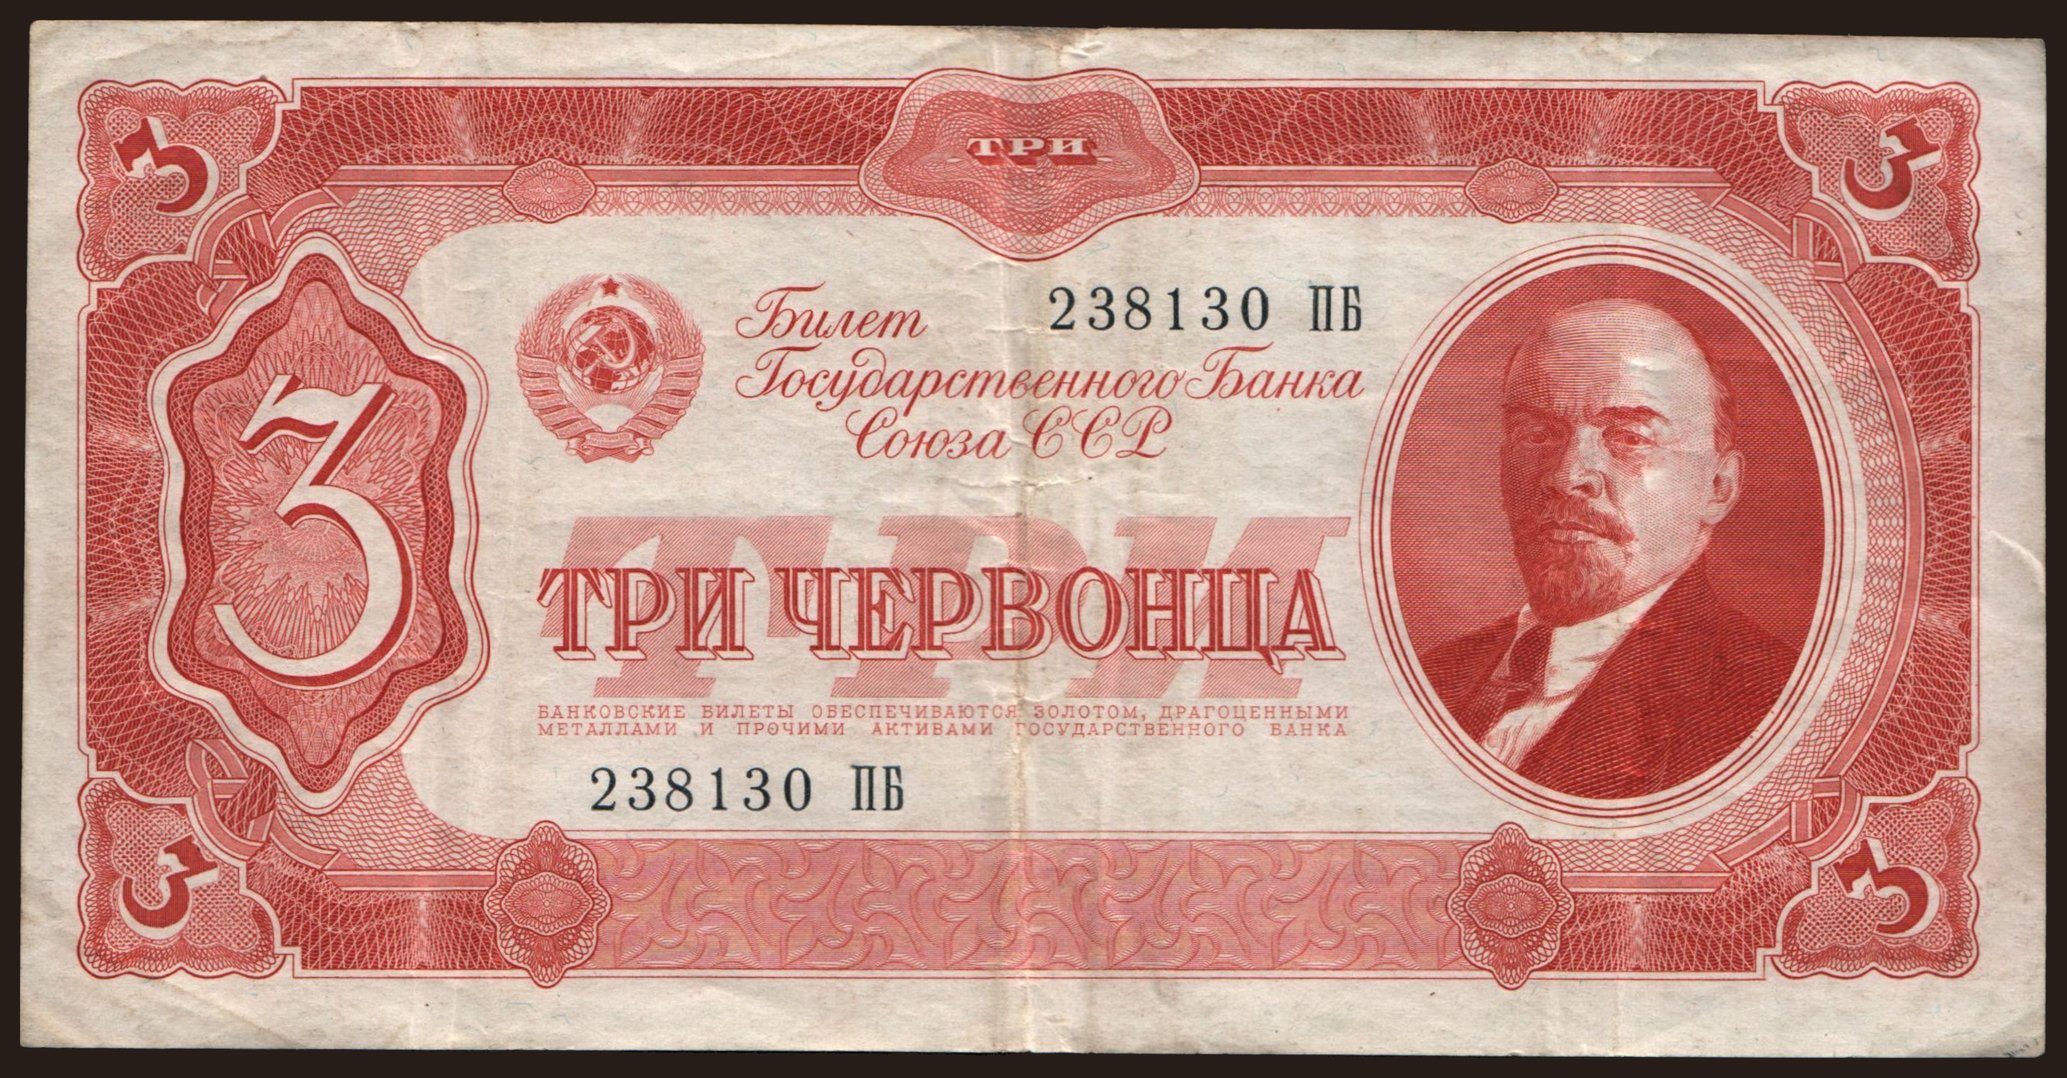 3
ТРИ
3
Билет
238130 ПБ
Государственного Банка
Союза ССР
3
ТРИ
ТРИ ЧЕРВОНЦА
БАНКОВСКИЕ БИЛЕТЫ ОБЕСПЕЧИВАЮТСЯ ЗОЛОТОМ, ДРАГОЦЕННЫМИ
МЕТАЛЛАМИ И ПРОЧИМИ АКТИВАМИ ГОСУДАРСТВЕННОГО БАНКА
238130 ПБ
3
3